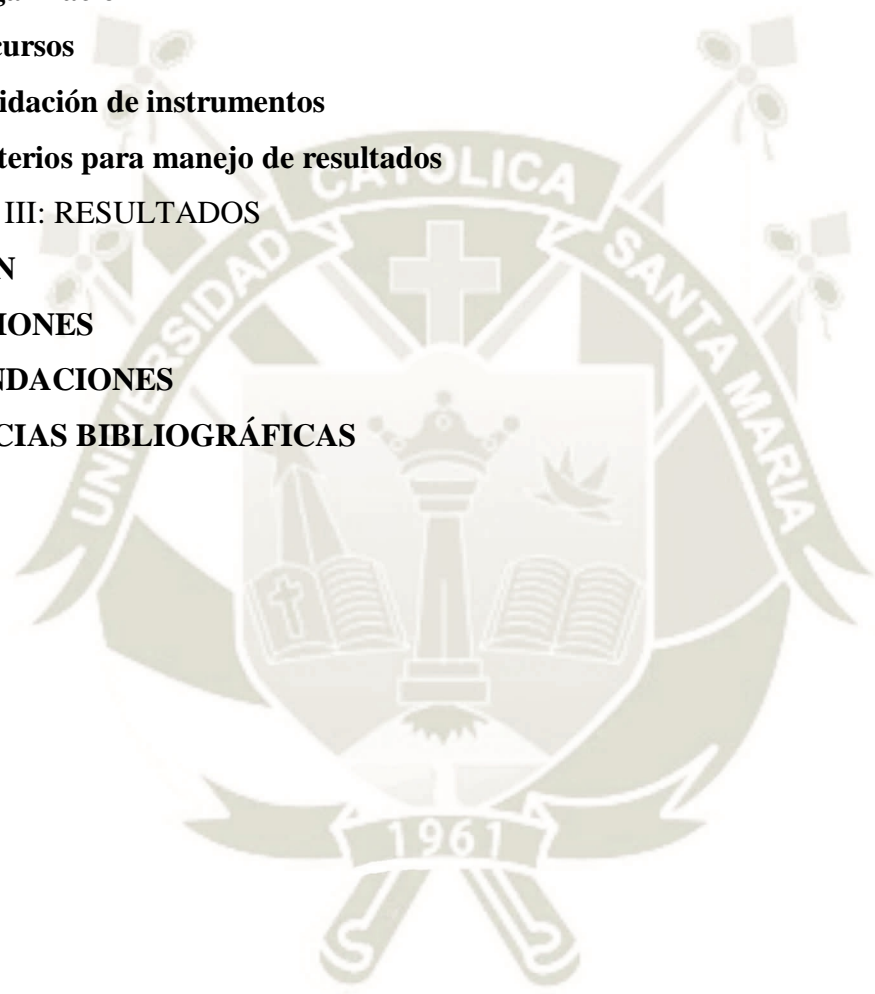 cursos
idación de instrumentos
terios para manejo de resultados
III: RESULTADOS
N
IONES
NDACIONES
CIAS BIBLIOGRÁFICAS
UNIVERSIDAD CATOLICA SANTA MARIA
1961